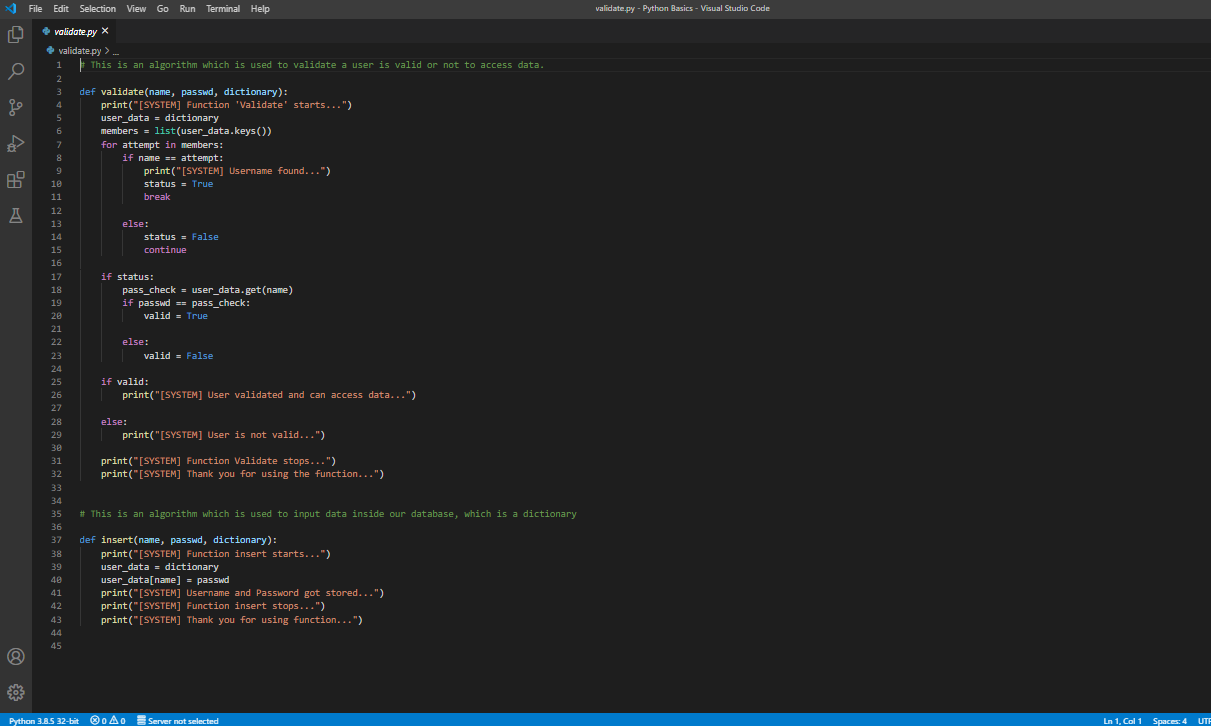 File Edit Selection View Go Run Terminal Help validate.py - Python Basics - Visual Studio Code
validate.py ×
validate.py > ...
1 # This is an algorithm which is used to validate a user is valid or not to access data.
2
3 def validate(name, passwd, dictionary):
4     print("[SYSTEM] Function 'Validate' starts...")
5     user_data = dictionary
6     members = list(user_data.keys())
7     for attempt in members:
8         if name == attempt:
9             print("[SYSTEM] Username found...")
10             status = True
11             break
12
13         else:
14             status = False
15             continue
16
17     if status:
18         pass_check = user_data.get(name)
19         if passwd == pass_check:
20             valid = True
21
22         else:
23             valid = False
24
25     if valid:
26         print("[SYSTEM] User validated and can access data...")
27
28     else:
29         print("[SYSTEM] User is not valid...")
30
31     print("[SYSTEM] Function Validate stops...")
32     print("[SYSTEM] Thank you for using the function...")
33
34
35 # This is an algorithm which is used to input data inside our database, which is a dictionary
36
37 def insert(name, passwd, dictionary):
38     print("[SYSTEM] Function insert starts...")
39     user_data = dictionary
40     user_data[name] = passwd
41     print("[SYSTEM] Username and Password got stored...")
42     print("[SYSTEM] Function insert stops...")
43     print("[SYSTEM] Thank you for using function...")
44
45
Python 3.8.5 32-bit 0 0 Server not selected Ln 1, Col 1 Spaces: 4 UTF